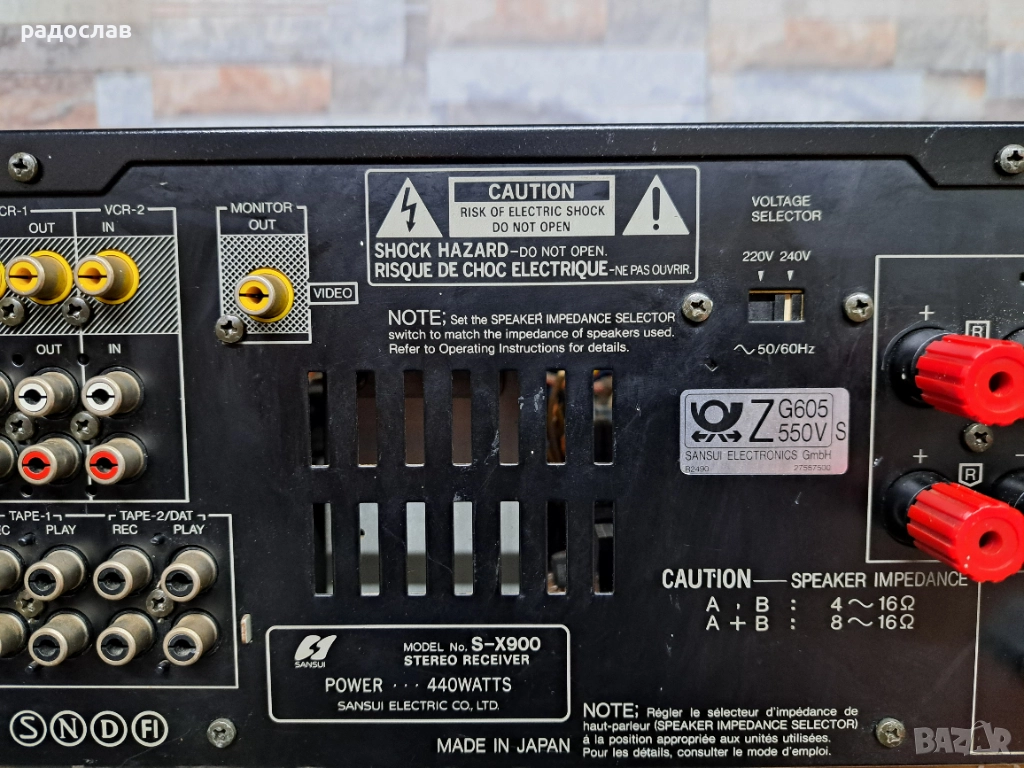 радослав
CR-1
VCR-2
OUT
IN
MONITOR
OUT
VIDEO
CAUTION
RISK OF ELECTRIC SHOCK
DO NOT OPEN
SHOCK HAZARD–DO NOT OPEN.
RISQUE DE CHOC ELECTRIQUE–NE PAS OUVRIR.
VOLTAGE
SELECTOR
220V 240V
～50/60Hz
NOTE; Set the SPEAKER IMPEDANCE SELECTOR
switch to match the impedance of speakers used.
Refer to Operating Instructions for details.
OUT
IN
+
R
Z G605
550V S
SANSUI ELECTRONICS GmbH
B2490 27567500
+
R
TAPE-1
TAPE-2/DAT
EC PLAY
REC PLAY
CAUTION — SPEAKER IMPEDANCE
A , B : 4～16Ω
A + B : 8～16Ω
SANSUI
MODEL No. S-X900
STEREO RECEIVER
POWER ··· 440WATTS
SANSUI ELECTRIC CO., LTD.
S N D FI
MADE IN JAPAN
NOTE; Régler le sélecteur d'impédance de
haut-parleur (SPEAKER IMPEDANCE SELECTOR)
à la position appropriée aux unités utilisées.
Pour les détails, consulter le mode d'emploi.
BAZAR